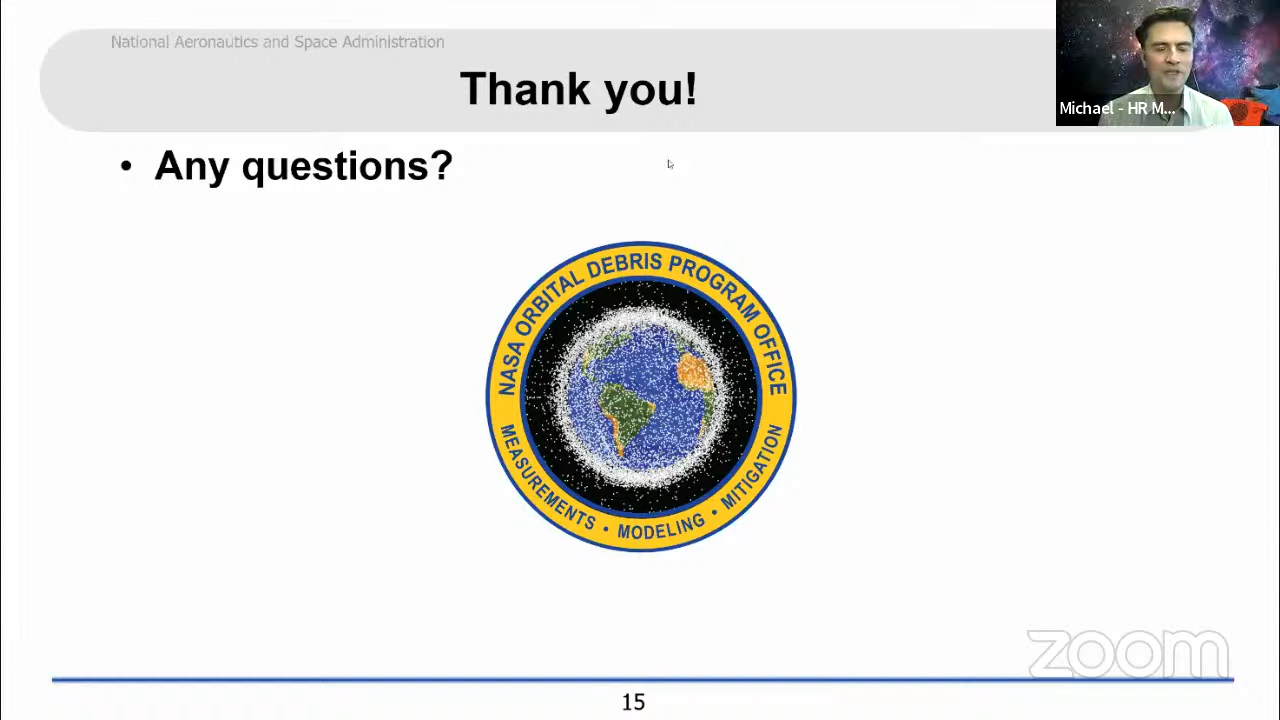 National Aeronautics and Space Administration
Thank you!
Michael - HR M...
• Any questions?
NASA ORBITAL DEBRIS PROGRAM OFFICE
MEASUREMENTS • MODELING • MITIGATION
zoom
15